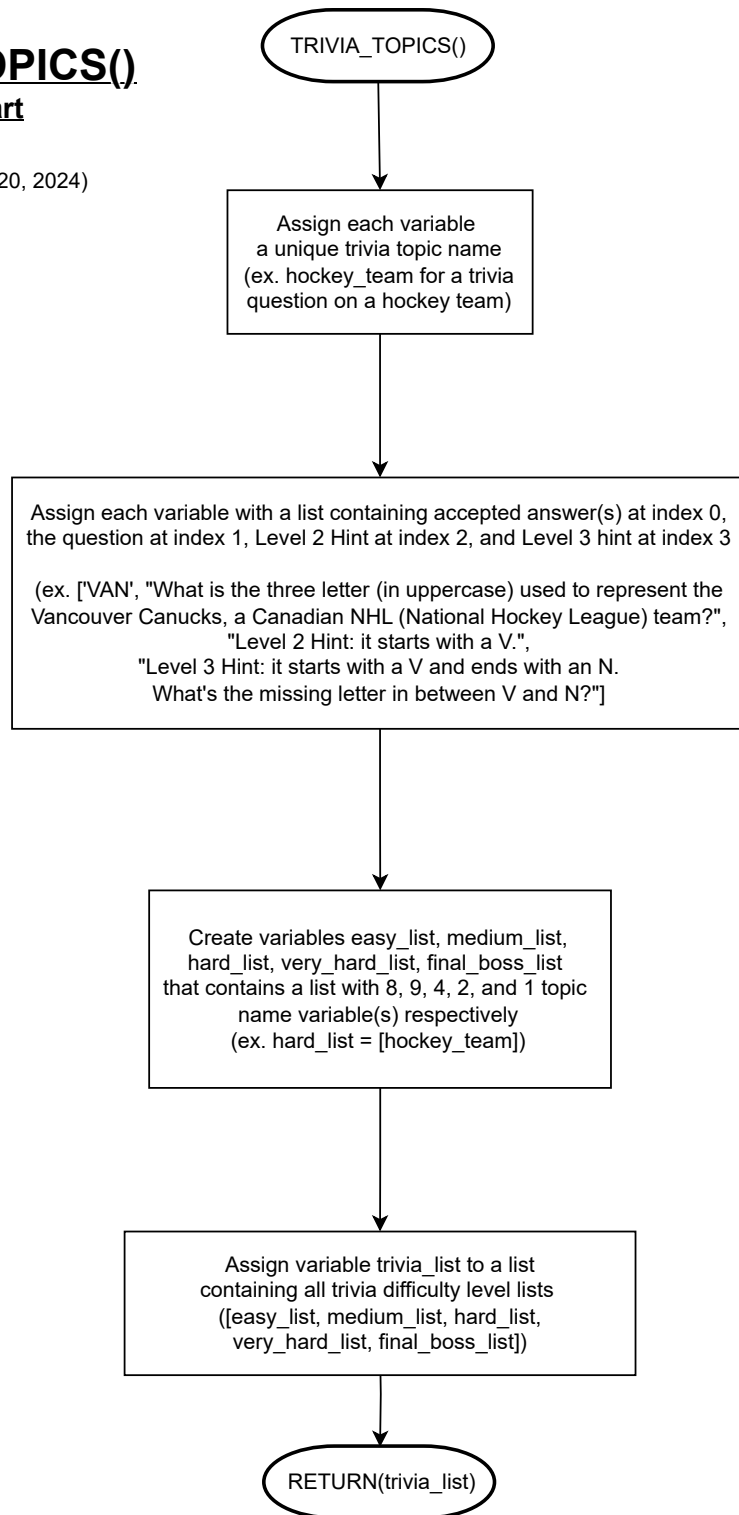 OPICS()
art
20, 2024)
TRIVIA_TOPICS()
Assign each variable
a unique trivia topic name
(ex. hockey_team for a trivia
question on a hockey team)
Assign each variable with a list containing accepted answer(s) at index 0,
the question at index 1, Level 2 Hint at index 2, and Level 3 hint at index 3
(ex. ['VAN', "What is the three letter (in uppercase) used to represent the
Vancouver Canucks, a Canadian NHL (National Hockey League) team?",
"Level 2 Hint: it starts with a V.",
"Level 3 Hint: it starts with a V and ends with an N.
What's the missing letter in between V and N?"]
Create variables easy_list, medium_list,
hard_list, very_hard_list, final_boss_list
that contains a list with 8, 9, 4, 2, and 1 topic
name variable(s) respectively
(ex. hard_list = [hockey_team])
Assign variable trivia_list to a list
containing all trivia difficulty level lists
([easy_list, medium_list, hard_list,
very_hard_list, final_boss_list])
RETURN(trivia_list)